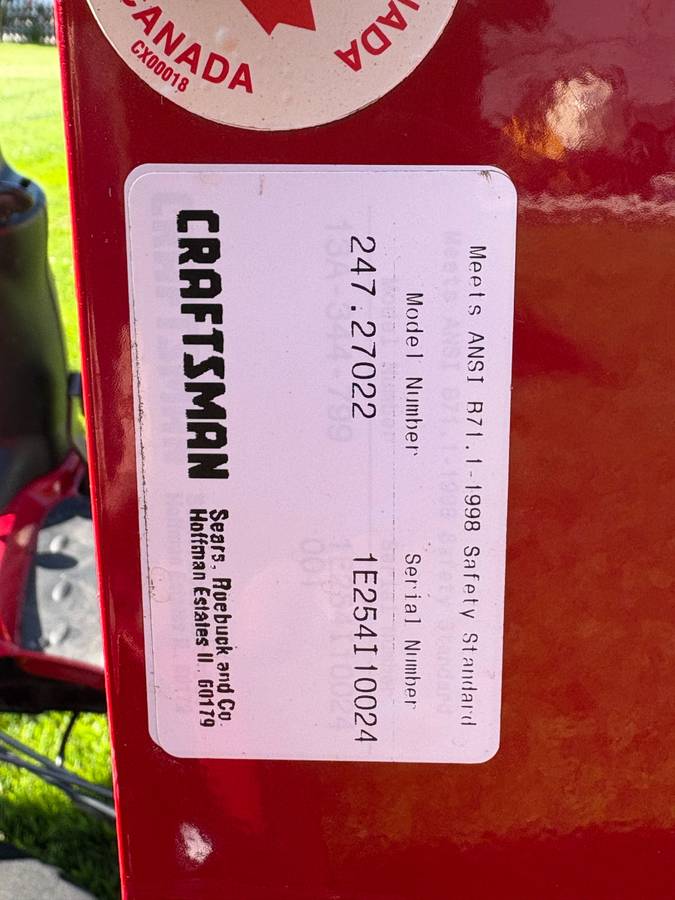 CANADA
CX00018
NADA
Meets ANSI B71.1-1998 Safety Standard
Model Number Serial Number
247.27022 1E254I10024
CRAFTSMAN Sears, Roebuck and Co.
Hoffman Estates IL. 60179